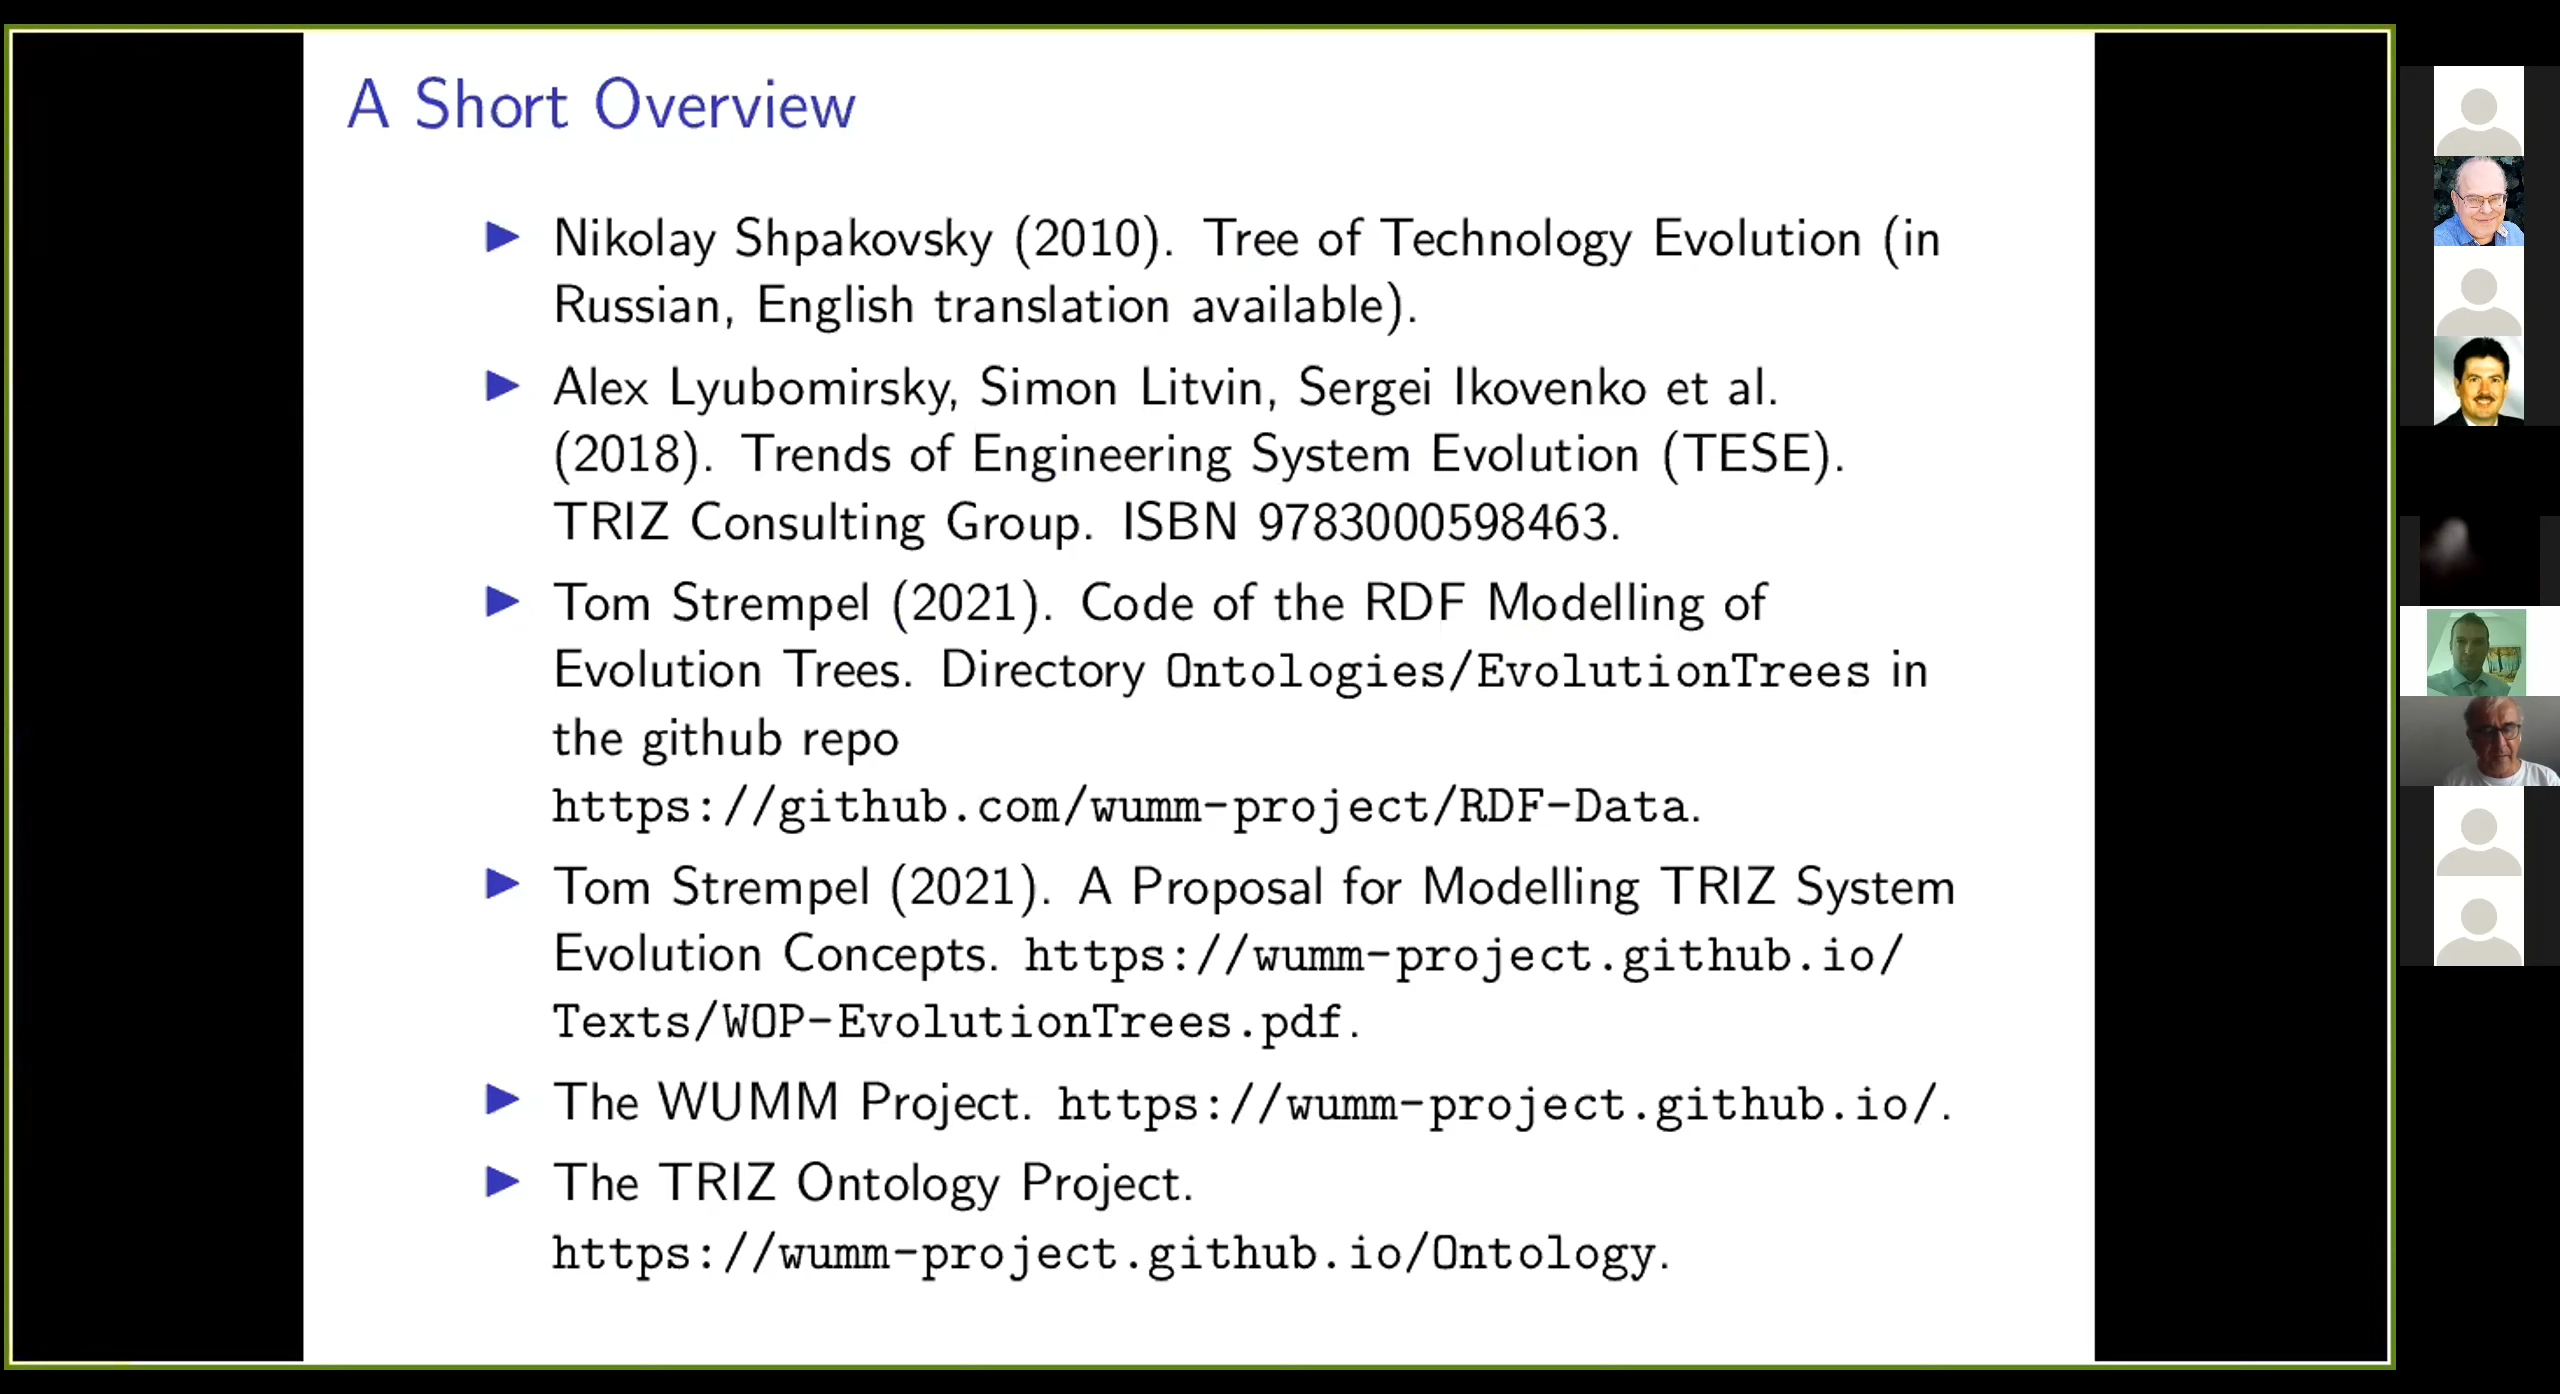 A Short Overview
Nikolay Shpakovsky (2010). Tree of Technology Evolution (in
Russian, English translation available).
Alex Lyubomirsky, Simon Litvin, Sergei Ikovenko et al.
(2018). Trends of Engineering System Evolution (TESE).
TRIZ Consulting Group. ISBN 9783000598463.
Tom Strempel (2021). Code of the RDF Modelling of
Evolution Trees. Directory Ontologies/EvolutionTrees in
the github repo
https://github.com/wumm-project/RDF-Data.
Tom Strempel (2021). A Proposal for Modelling TRIZ System
Evolution Concepts. https://wumm-project.github.io/
Texts/WOP-EvolutionTrees.pdf.
The WUMM Project. https://wumm-project.github.io/.
The TRIZ Ontology Project.
https://wumm-project.github.io/Ontology.